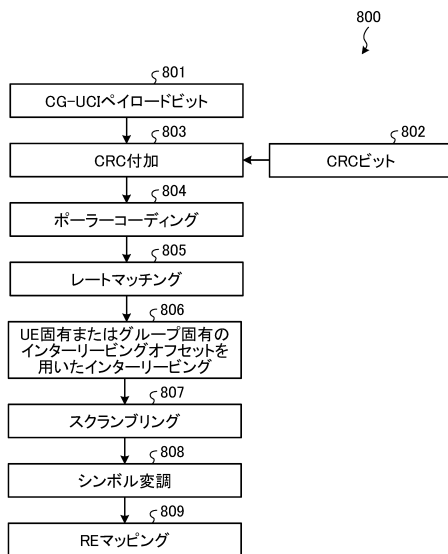 800
801
CG-UCIペイロードビット
803
802
CRC付加
CRCビット
804
ポーラーコーディング
805
レートマッチング
806
UE固有またはグループ固有の
インターリービングオフセットを
用いたインターリービング
807
スクランブリング
808
シンボル変調
809
REマッピング